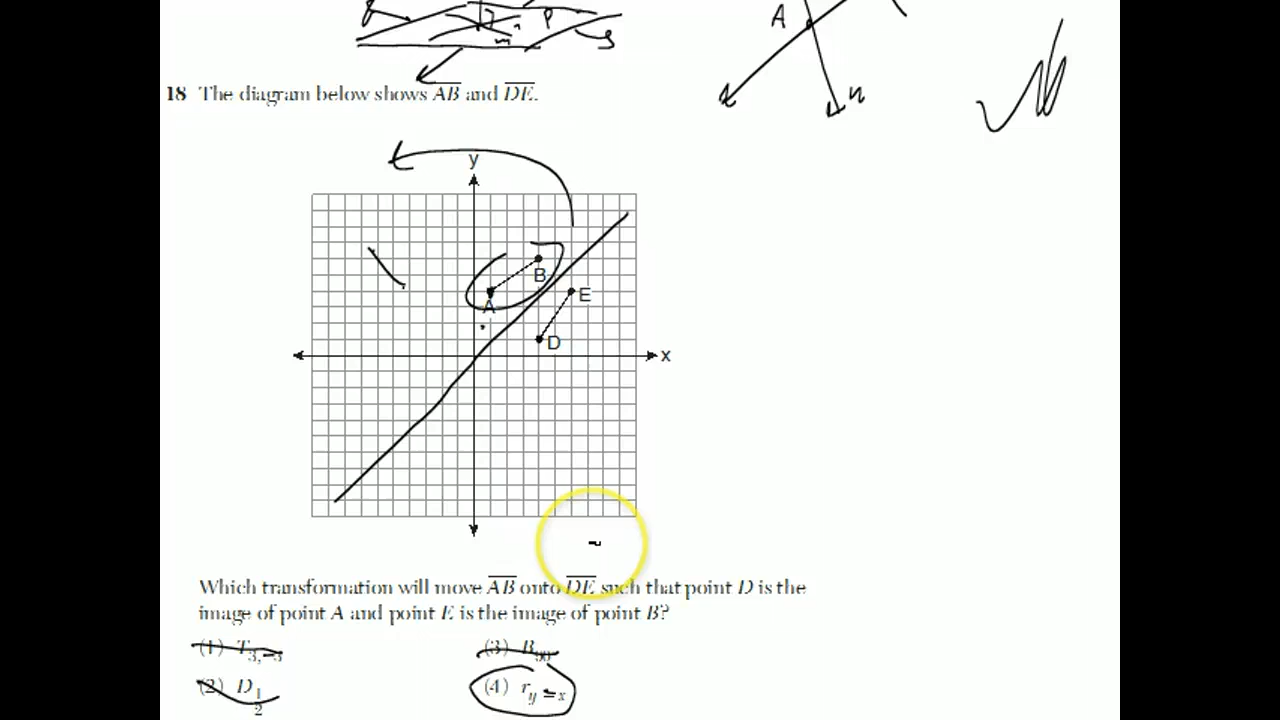 m P
A
n
18 The diagram below shows AB and DE.
y
B
A
E
D
x
Which transformation will move AB onto DE such that point D is the
image of point A and point E is the image of point B?
(1) T3,−3 (3) R90
(2) D1/2 (4) ry = x